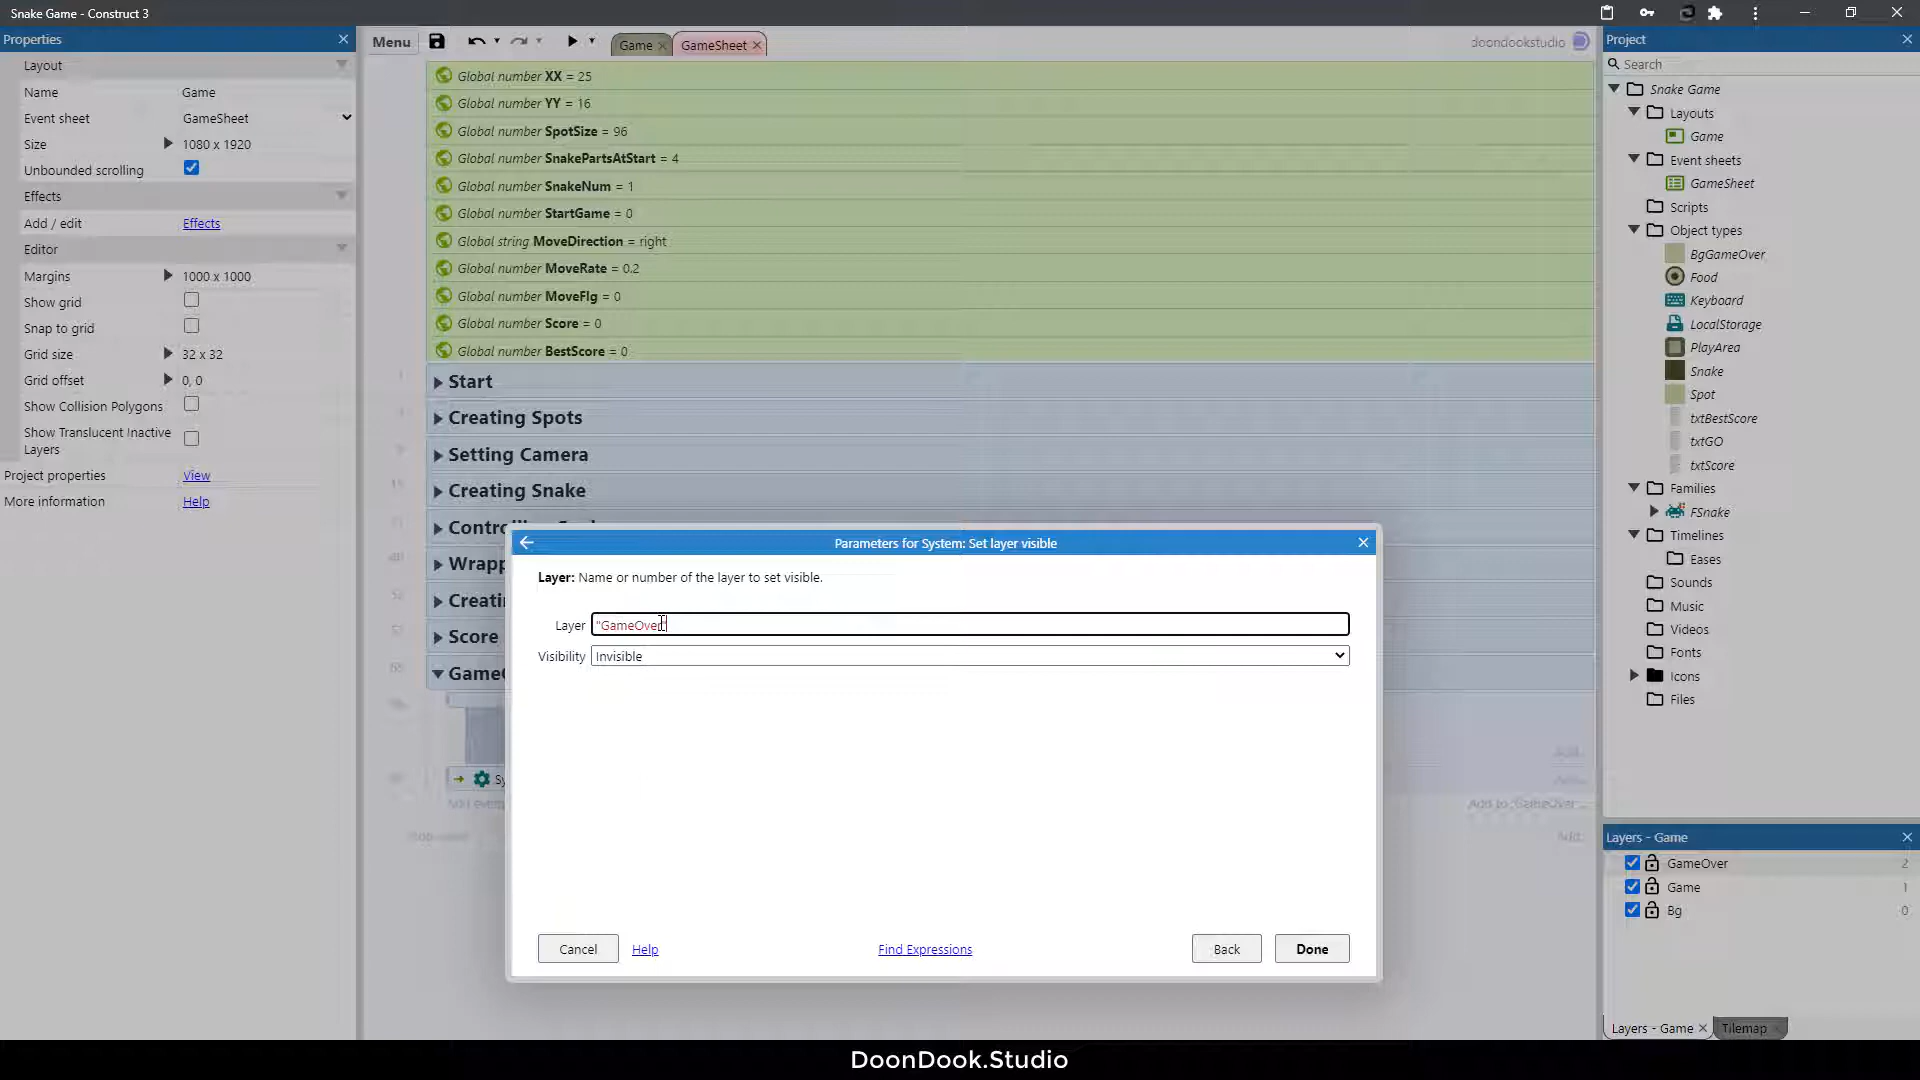 Snake Game - Construct 3
Properties
Layout
Name Game
Event sheet GameSheet
Size 1080 x 1920
Unbounded scrolling
Effects
Add / edit Effects
Editor
Margins 1000 x 1000
Show grid
Snap to grid
Grid size 32 x 32
Grid offset 0, 0
Show Collision Polygons
Show Translucent Inactive
Layers
Project properties View
More information Help
Menu
Game
GameSheet
doondookstudio
Global number XX = 25
Global number YY = 16
Global number SpotSize = 96
Global number SnakePartsAtStart = 4
Global number SnakeNum = 1
Global number StartGame = 0
Global string MoveDirection = right
Global number MoveRate = 0.2
Global number MoveFlg = 0
Global number Score = 0
Global number BestScore = 0
Start
Creating Spots
Setting Camera
Creating Snake
Score
Parameters for System: Set layer visible
Layer: Name or number of the layer to set visible.
Layer "GameOver"
Visibility Invisible
Cancel
Help
Find Expressions
Back
Done
Project
Search
Snake Game
Layouts
Game
Event sheets
GameSheet
Scripts
Object types
BgGameOver
Food
Keyboard
LocalStorage
PlayArea
Snake
Spot
txtBestScore
txtGO
txtScore
Families
FSnake
Timelines
Eases
Sounds
Music
Videos
Fonts
Icons
Files
Layers - Game
GameOver 2
Game 1
Bg 0
Layers - Game
Tilemap
DoonDook.Studio